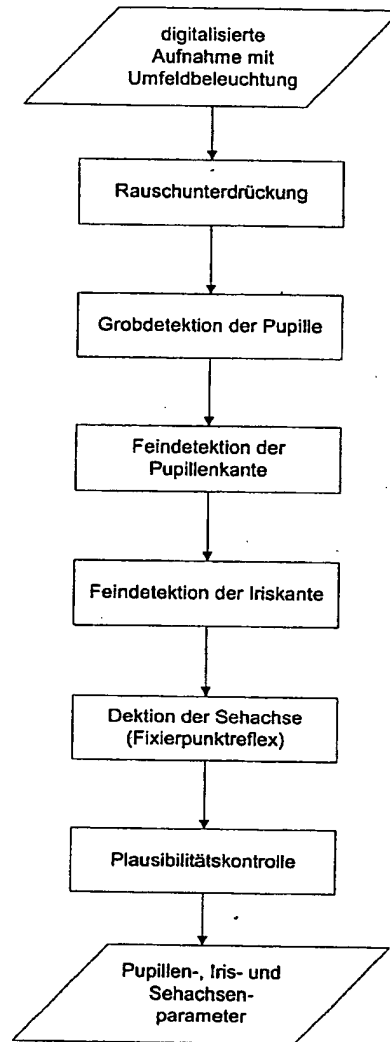 digitalisierte
Aufnahme mit
Umfeldbeleuchtung
Rauschunterdrückung
Grobdetektion der Pupille
Feindetektion der
Pupillenkante
Feindetektion der Iriskante
Dektion der Sehachse
(Fixierpunktreflex)
Plausibilitätskontrolle
Pupillen-, Iris- und
Sehachsen-
parameter